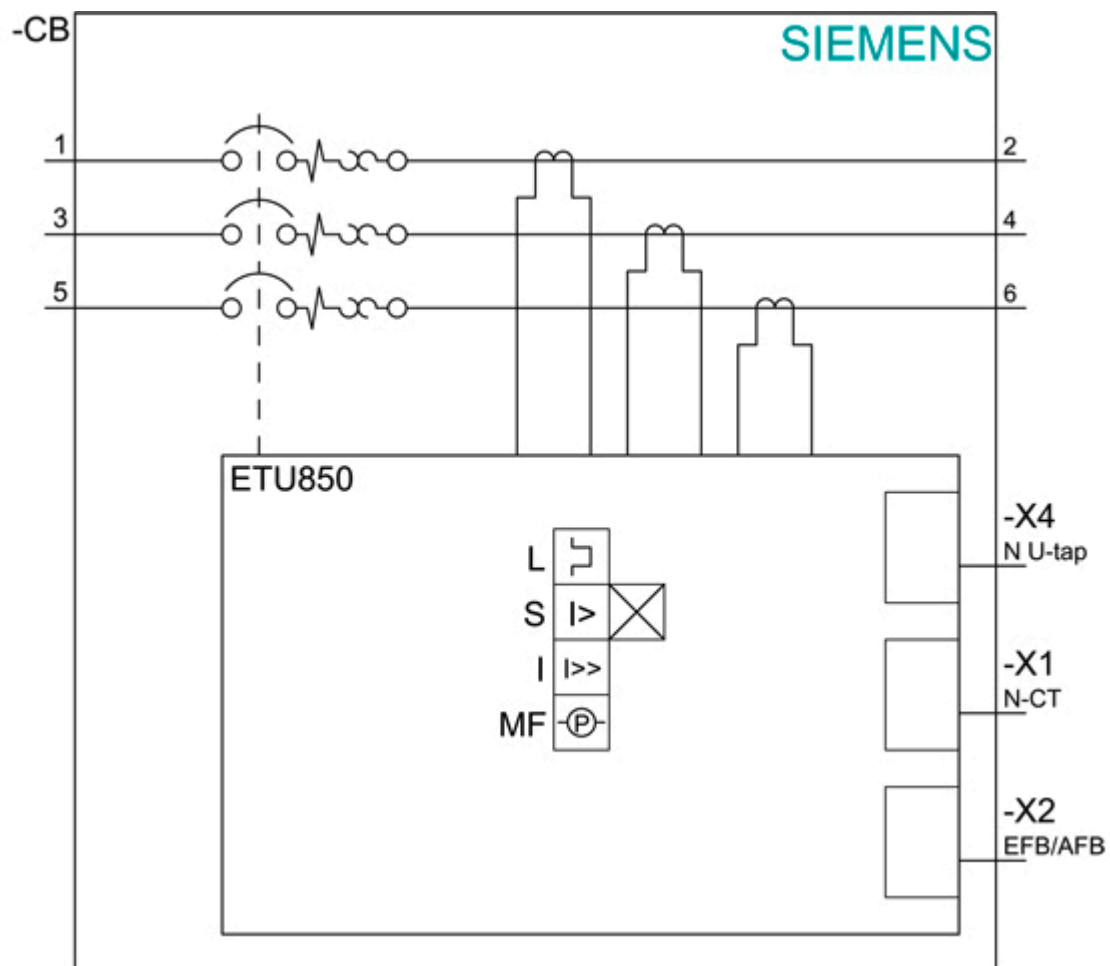 -CB
SIEMENS
1
2
3
4
5
6
ETU850
-X4
N U-tap
L
S I>
I I>>
-X1
N-CT
MF P
-X2
EFB/AFB